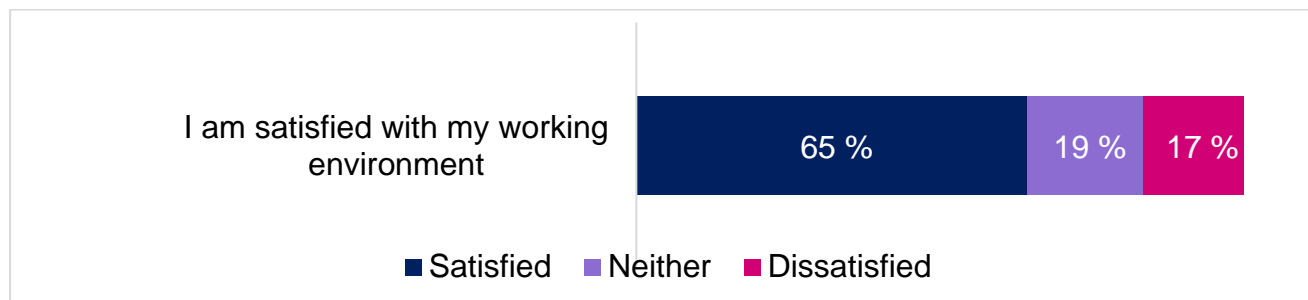 I am satisfied with my working
environment
65 %
19 %
17 %
Satisfied
Neither
Dissatisfied